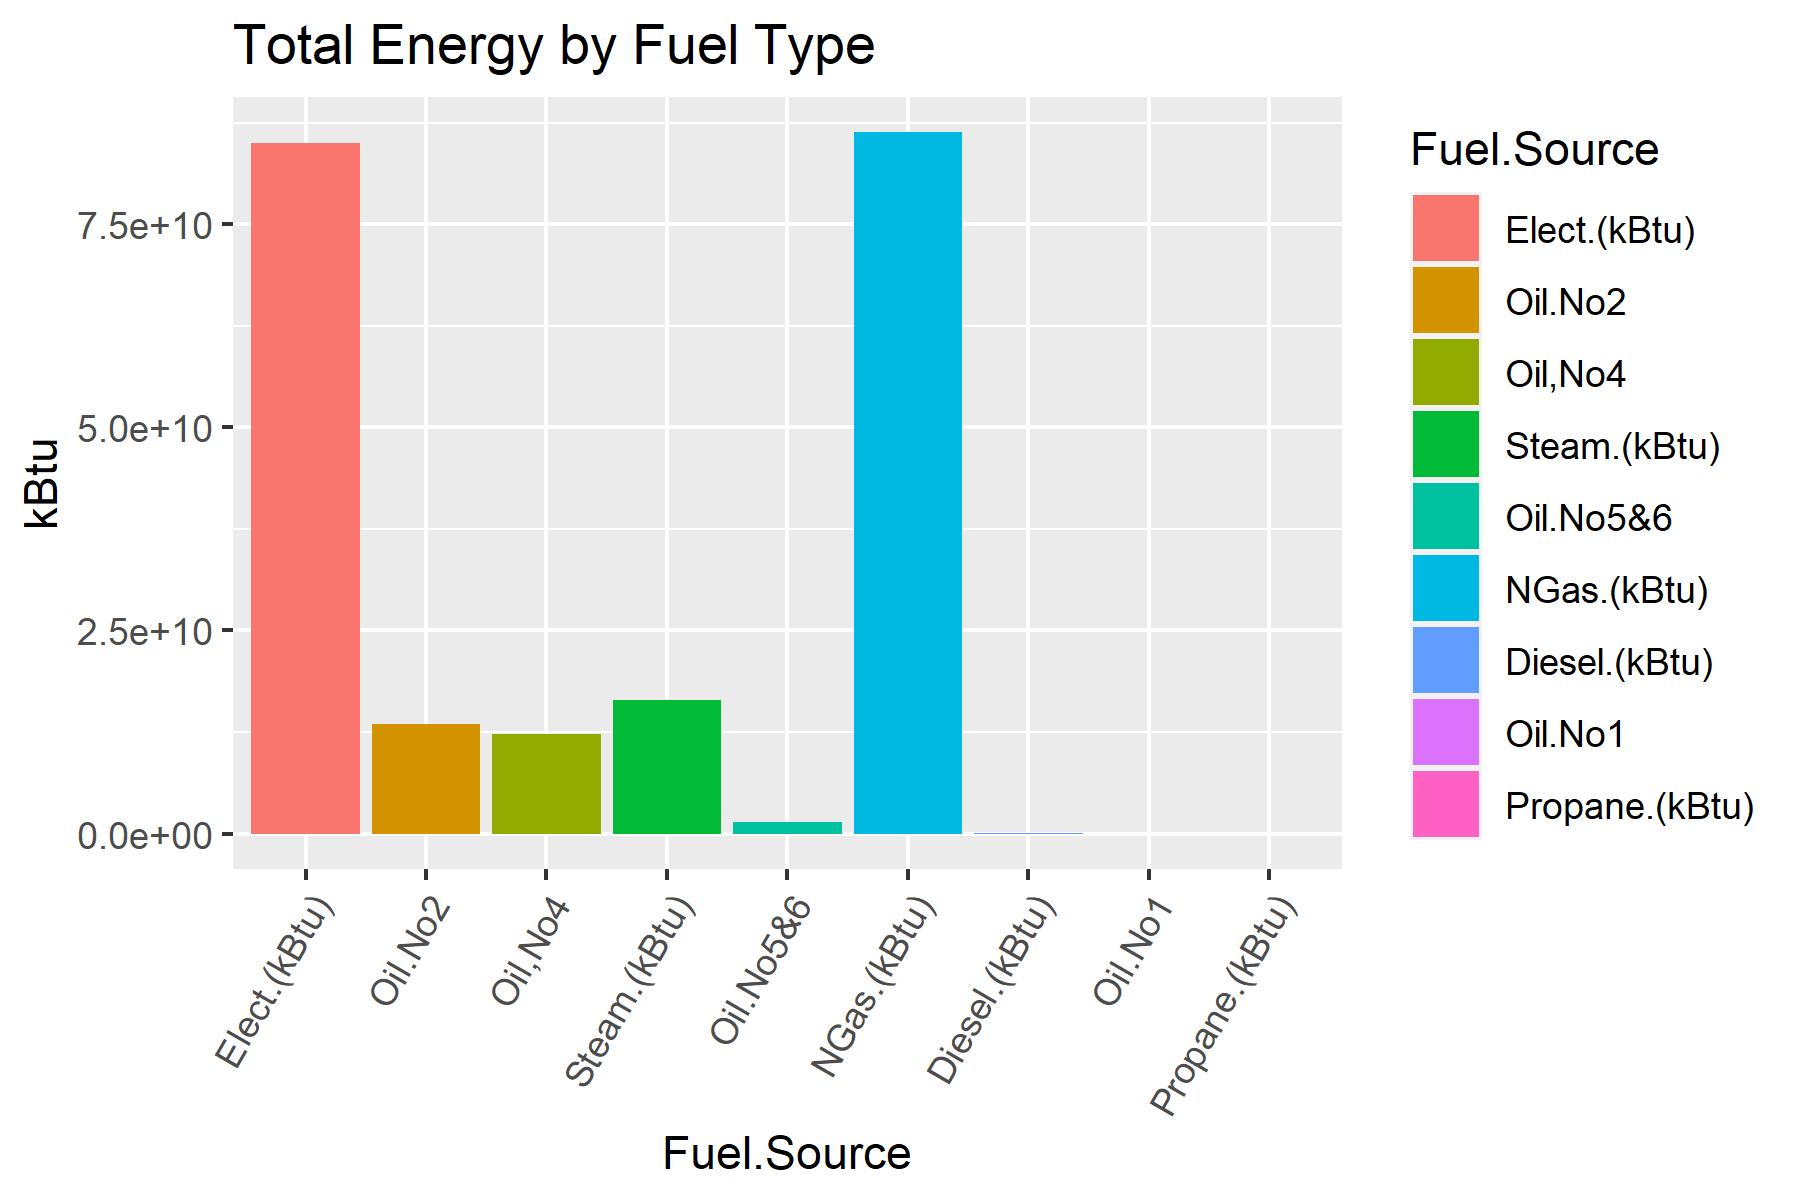 Total Energy by Fuel Type
kBtu
7.5e+10
5.0e+10
2.5e+10
0.0e+00
Elect.(kBtu)
Oil.No2
Oil,No4
Steam.(kBtu)
Oil.No5&6
NGas.(kBtu)
Diesel.(kBtu)
Oil.No1
Propane.(kBtu)
Fuel.Source
Fuel.Source
Elect.(kBtu)
Oil.No2
Oil,No4
Steam.(kBtu)
Oil.No5&6
NGas.(kBtu)
Diesel.(kBtu)
Oil.No1
Propane.(kBtu)